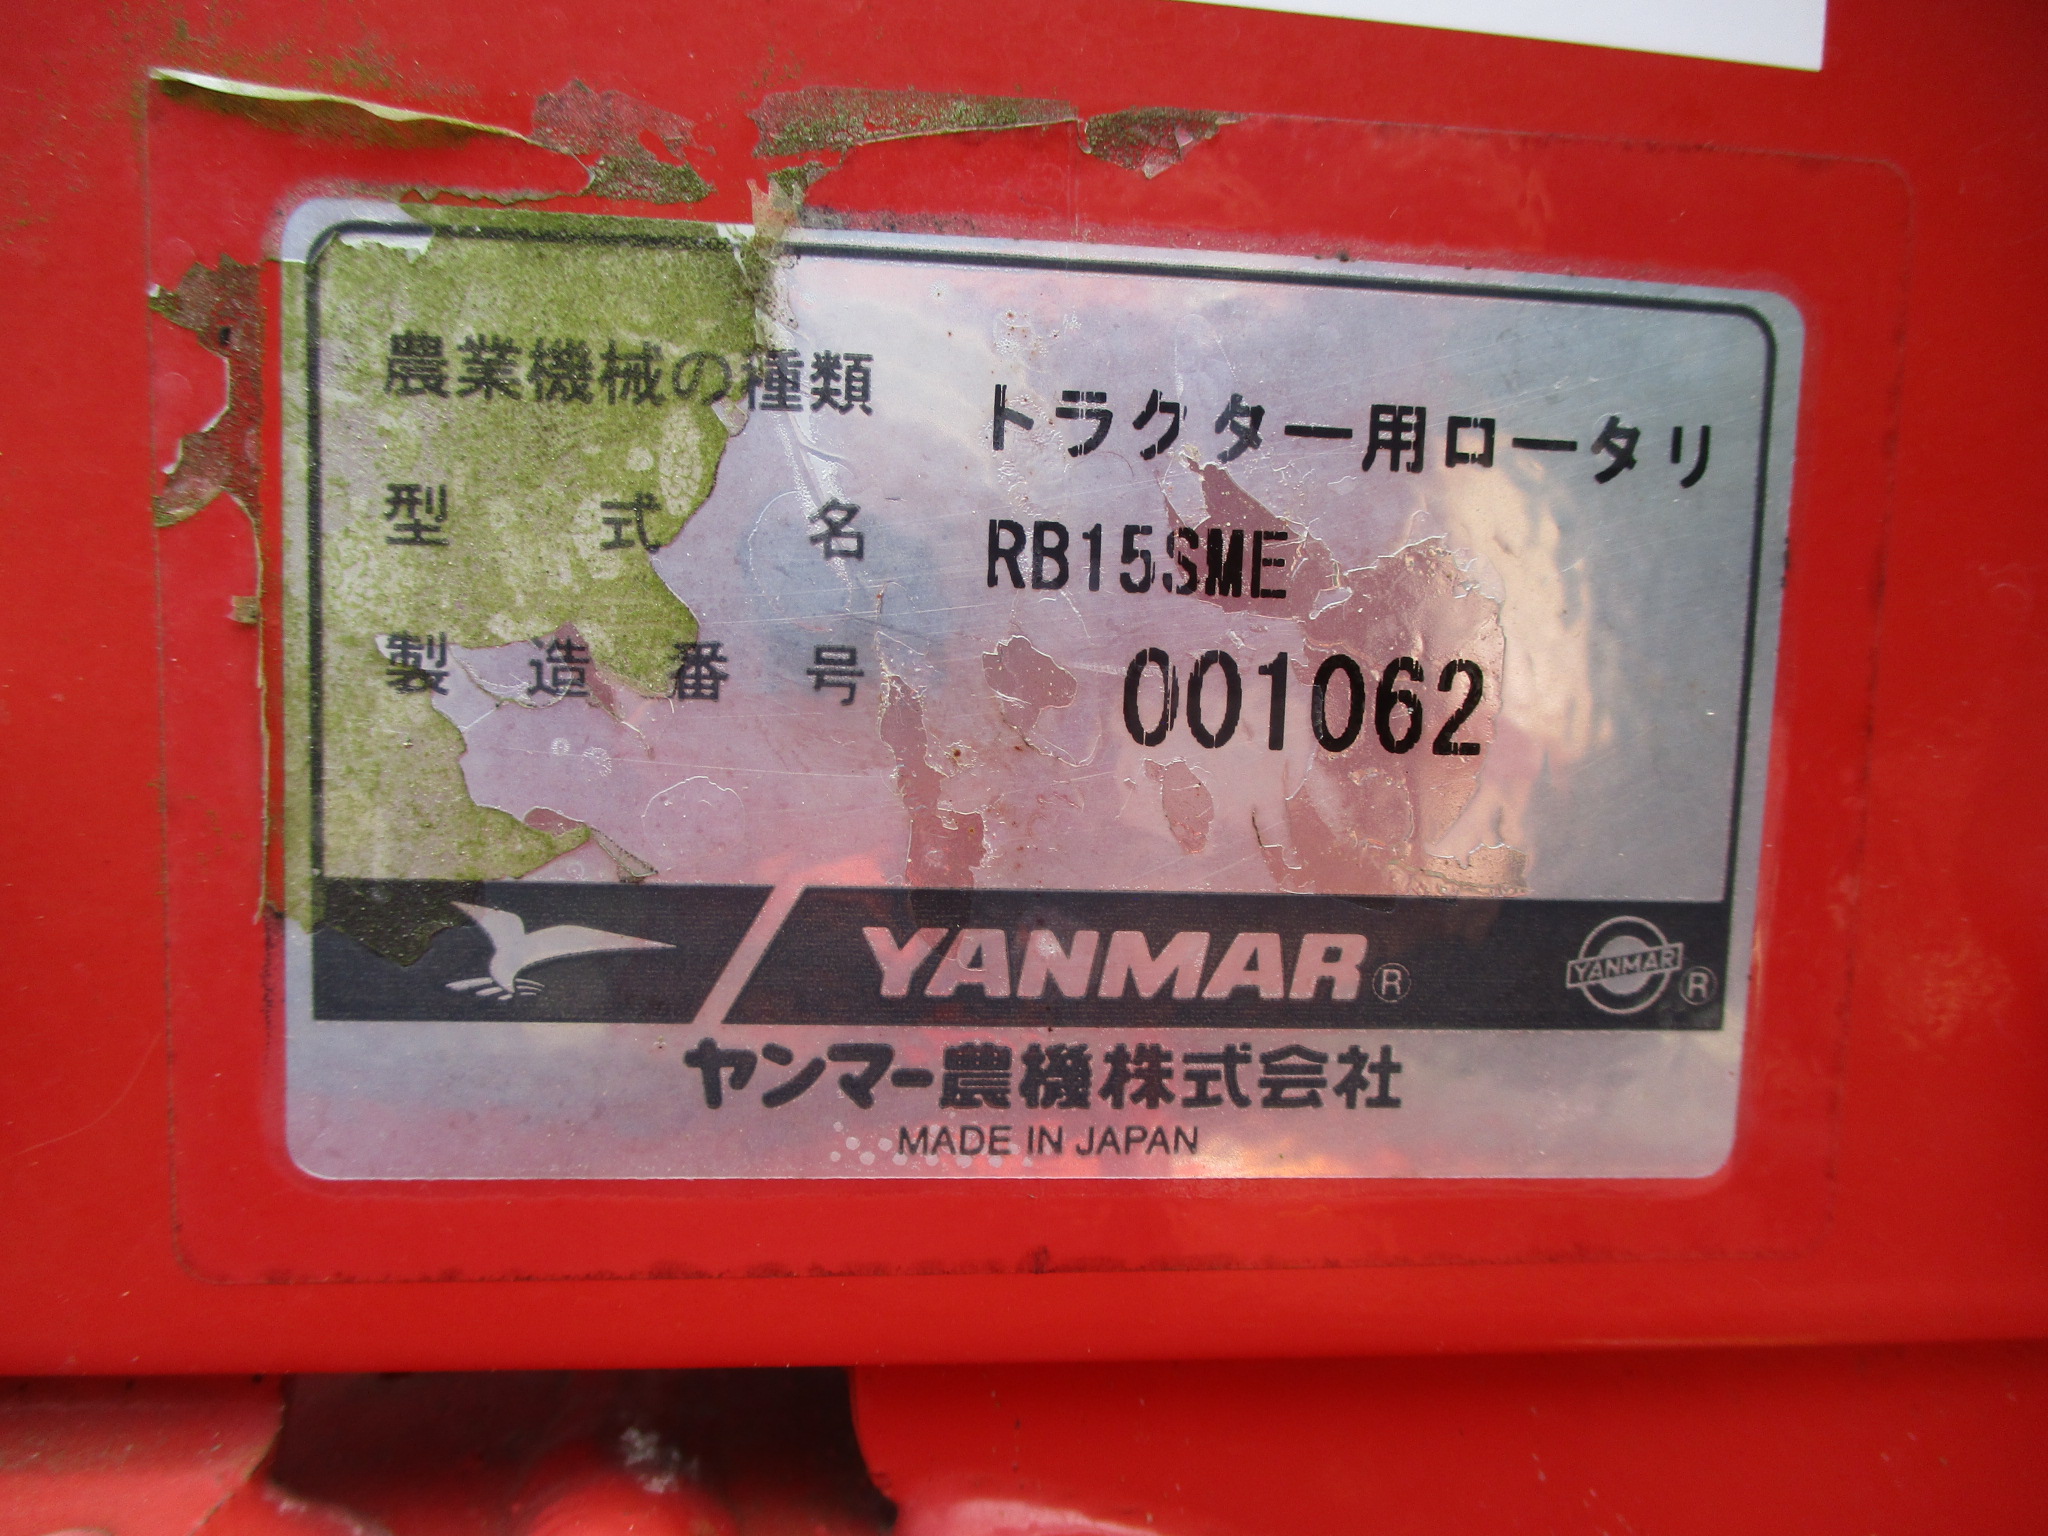 農業機械の種類 トラクター用ロータリ
型式名 RB15SME
製造番号 001062
YANMAR® YANMAR ®
ヤンマー農機株式会社
MADE IN JAPAN